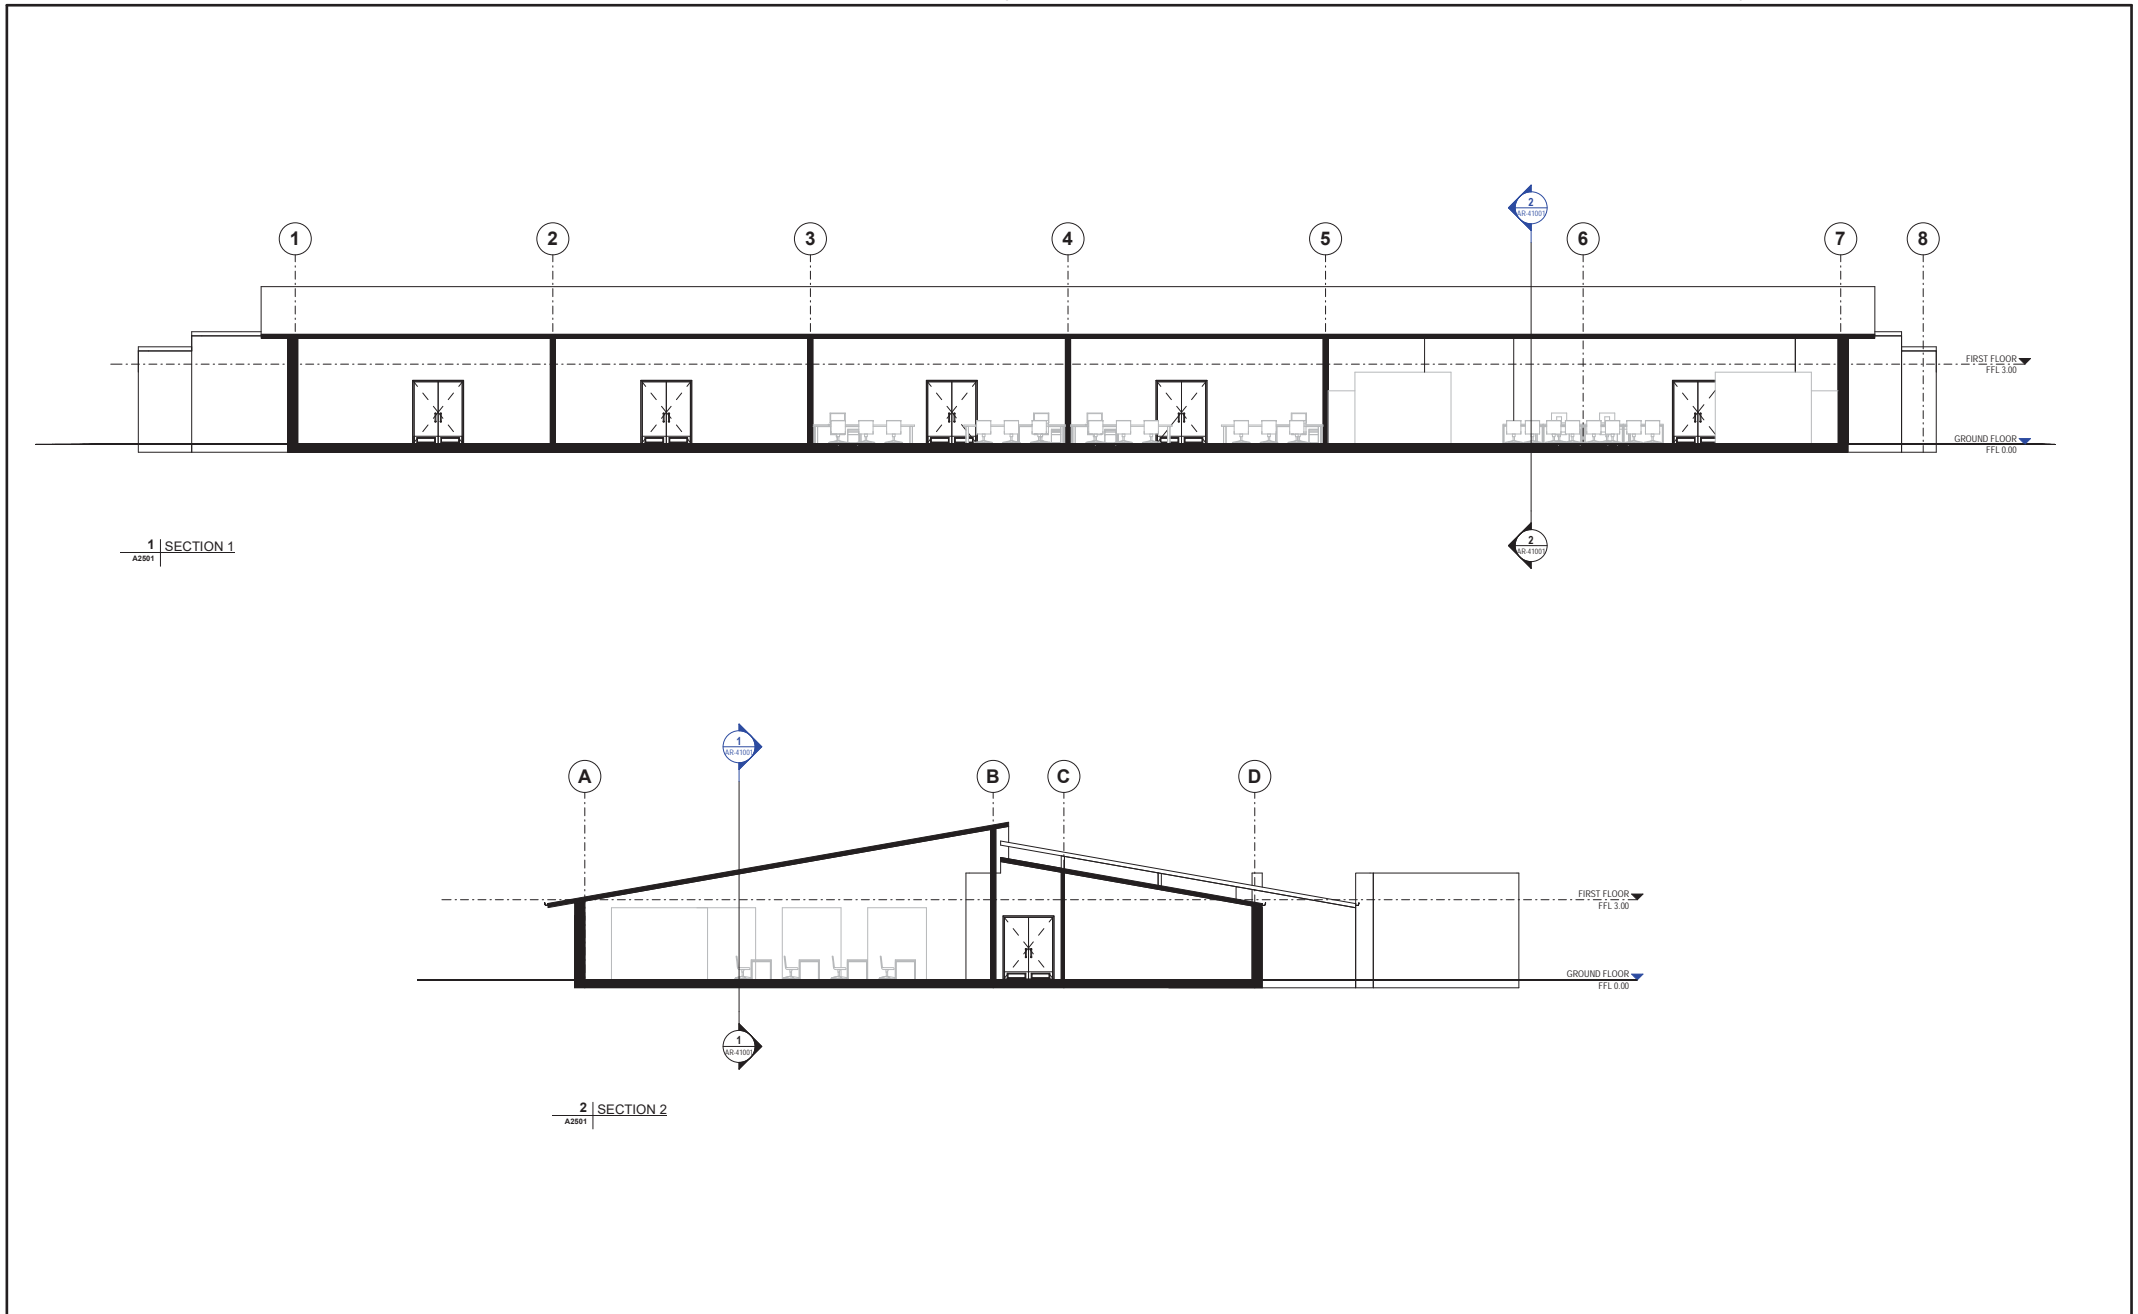 2
AR-41001
1
2
3
4
5
6
7
8
FIRST FLOOR
FFL 3.00
GROUND FLOOR
FFL 0.00
1 SECTION 1
A2501
2
AR-41001
1
AR-41001
A
B
C
D
FIRST FLOOR
FFL 3.00
GROUND FLOOR
FFL 0.00
1
AR-41001
2 SECTION 2
A2501